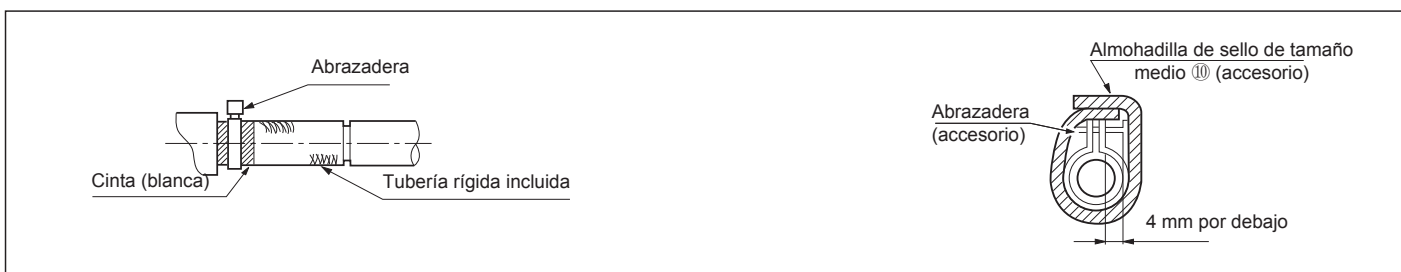 Abrazadera
Cinta (blanca)
Tubería rígida incluida
Almohadilla de sello de tamaño
medio ⑩ (accesorio)
Abrazadera
(accesorio)
4 mm por debajo